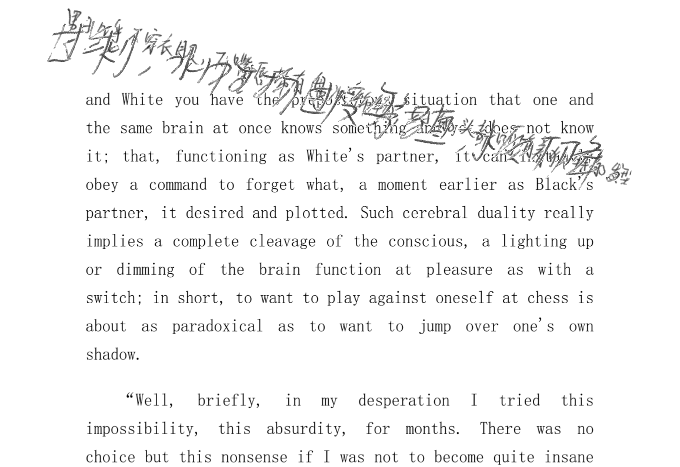 and White you have the preposterous situation that one and
the same brain at once knows something and yet does not know
it; that, functioning as White's partner, it can
obey a command to forget what, a moment earlier as Black's
partner, it desired and plotted. Such cerebral duality really
implies a complete cleavage of the conscious, a lighting up
or dimming of the brain function at pleasure as with a
switch; in short, to want to play against oneself at chess is
about as paradoxical as to want to jump over one's own
shadow.
“Well, briefly, in my desperation I tried this
impossibility, this absurdity, for months. There was no
choice but this nonsense if I was not to become quite insane